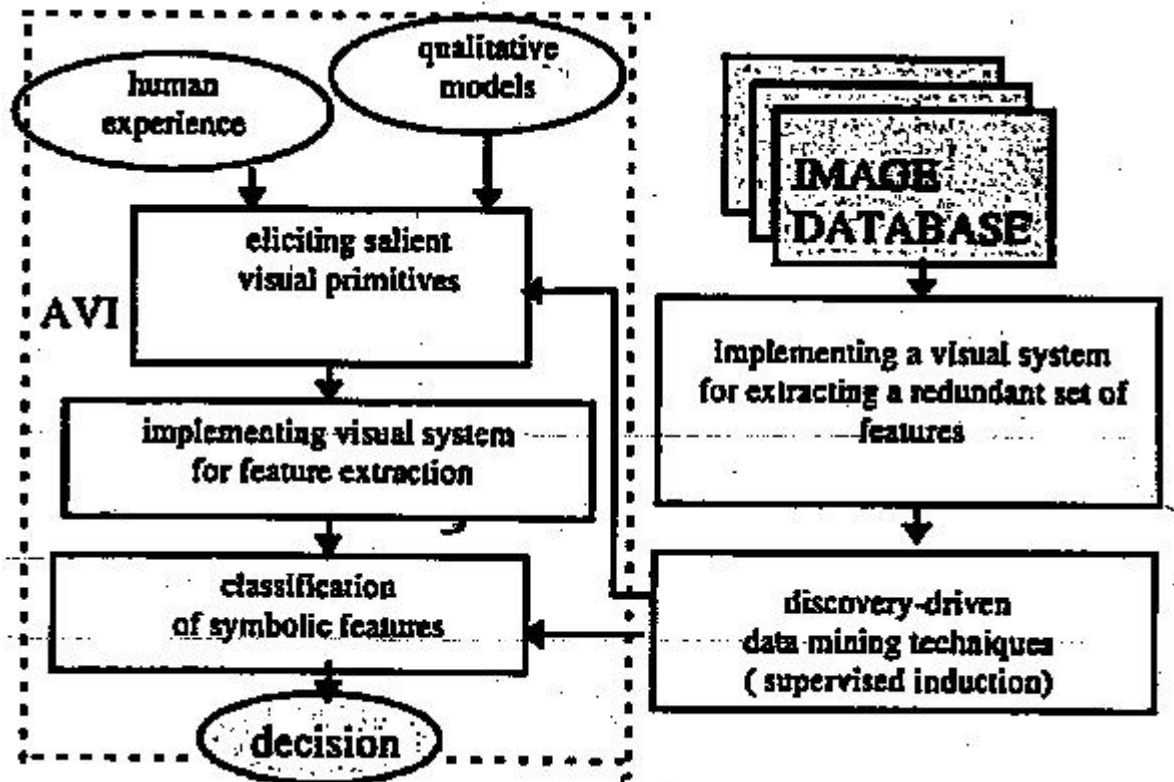 human
experience
qualitative
models
eliciting salient
visual primitives
AVI
implementing visual system
for feature extraction
classification
of symbolic features
decision
IMAGE
DATABASE
implementing a visual system
for extracting a redundant set of
features
discovery-driven
data mining techniques
( supervised induction)